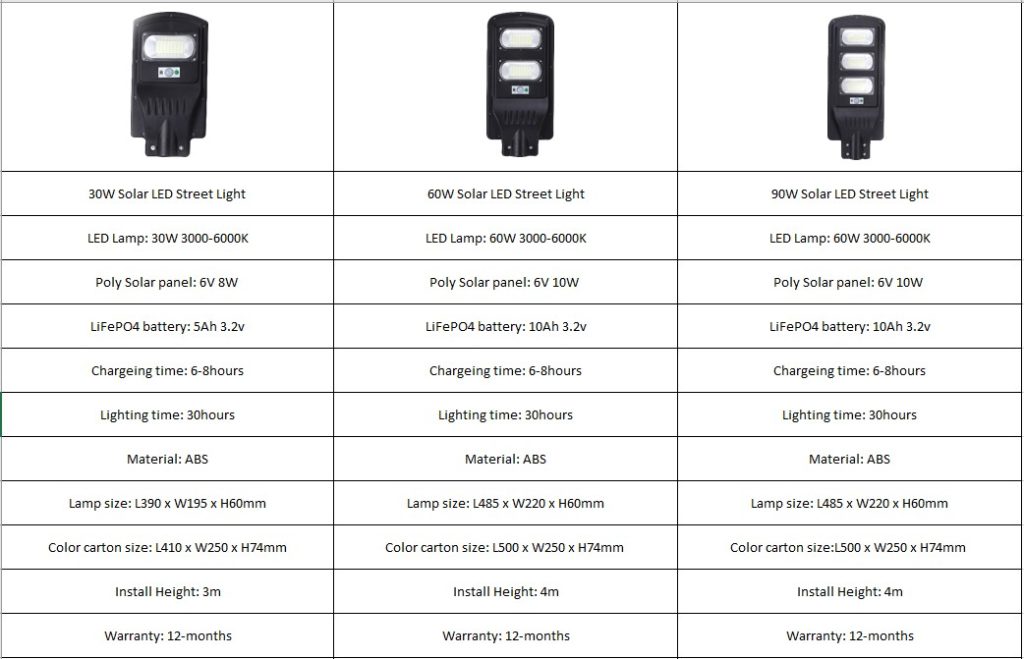 30W Solar LED Street Light
60W Solar LED Street Light
90W Solar LED Street Light
LED Lamp: 30W 3000-6000K
LED Lamp: 60W 3000-6000K
LED Lamp: 60W 3000-6000K
Poly Solar panel: 6V 8W
Poly Solar panel: 6V 10W
Poly Solar panel: 6V 10W
LiFePO4 battery: 5Ah 3.2v
LiFePO4 battery: 10Ah 3.2v
LiFePO4 battery: 10Ah 3.2v
Chargeing time: 6-8hours
Chargeing time: 6-8hours
Chargeing time: 6-8hours
Lighting time: 30hours
Lighting time: 30hours
Lighting time: 30hours
Material: ABS
Material: ABS
Material: ABS
Lamp size: L390 x W195 x H60mm
Lamp size: L485 x W220 x H60mm
Lamp size: L485 x W220 x H60mm
Color carton size: L410 x W250 x H74mm
Color carton size: L500 x W250 x H74mm
Color carton size:L500 x W250 x H74mm
Install Height: 3m
Install Height: 4m
Install Height: 4m
Warranty: 12-months
Warranty: 12-months
Warranty: 12-months